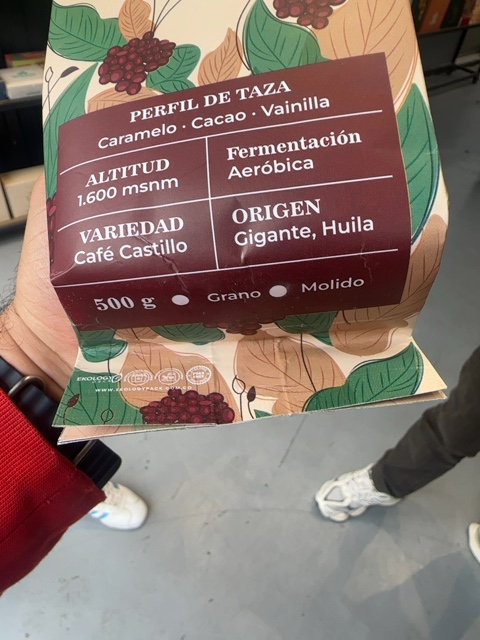 PERFIL DE TAZA
Caramelo · Cacao · Vainilla
ALTITUD
1.600 msnm
Fermentación
Aeróbica
VARIEDAD
Café Castillo
ORIGEN
Gigante, Huila
500 g Grano Molido